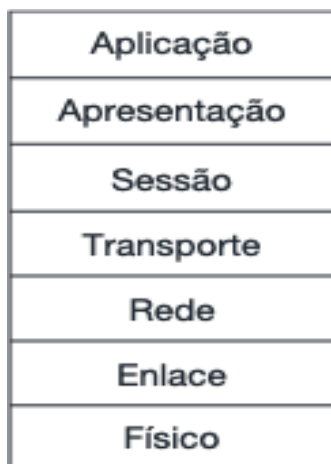 Aplicação
Apresentação
Sessão
Transporte
Rede
Enlace
Físico